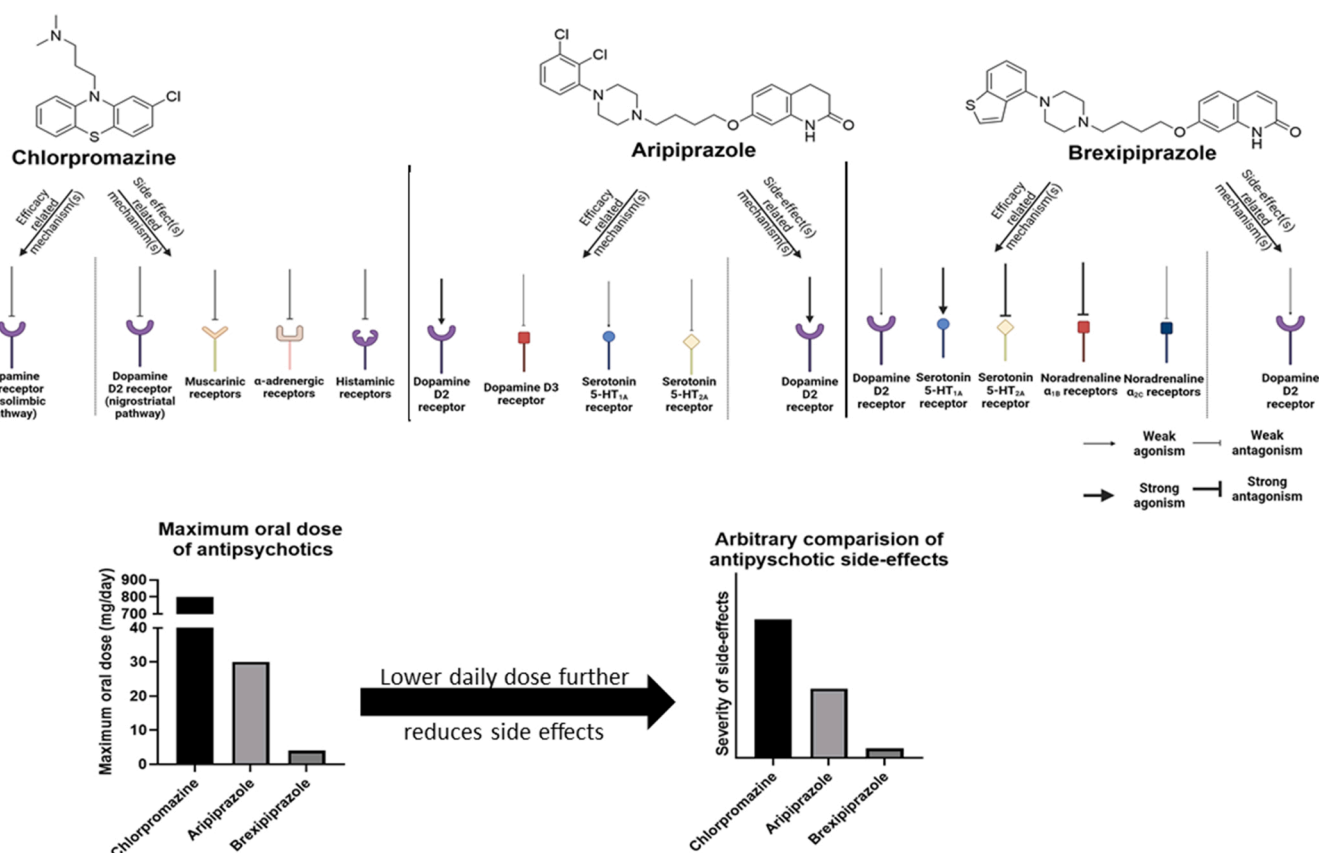 N
N
Cl
S
Chlorpromazine
Cl
Cl
N
N
O
N
H
O
Aripiprazole
S
N
N
O
N
H
O
Brexipiprazole
Efficacy
related
mechanism(s)
Side effect(s)
related
mechanism(s)
Efficacy
related
mechanism(s)
Side-effect(s)
related
mechanism(s)
Efficacy
related
mechanism(s)
Side-effect(s)
related
mechanism(s)
pamine
receptor
solimbic
thway)
Dopamine
D2 receptor
(nigrostriatal
pathway)
Muscarinic
receptors
α-adrenergic
receptors
Histaminic
receptors
Dopamine
D2
receptor
Dopamine D3
receptor
Serotonin
5-HT1A
receptor
Serotonin
5-HT2A
receptor
Dopamine
D2
receptor
Dopamine
D2
receptor
Serotonin
5-HT1A
receptor
Serotonin
5-HT2A
receptor
Noradrenaline
α1B receptors
Noradrenaline
α2C receptors
Dopamine
D2
receptor
Weak
agonism
Weak
antagonism
Strong
agonism
Strong
antagonism
Maximum oral dose
of antipsychotics
Maximum oral dose (mg/day)
900
800
700
40
30
20
10
0
Chlorpromazine
Aripiprazole
Brexipiprazole
Lower daily dose further
reduces side effects
Arbitrary comparision of
antipyschotic side-effects
Severity of side-effects
Chlorpromazine
Aripiprazole
Brexipiprazole